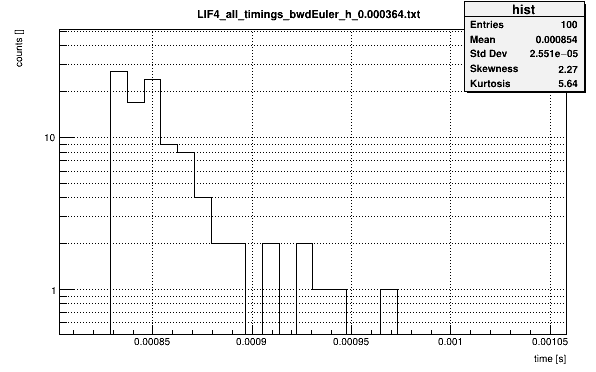 LIF4_all_timings_bwdEuler_h_0.000364.txt
hist
Entries 100
Mean 0.000854
Std Dev 2.551e−05
Skewness 2.27
Kurtosis 5.64
counts []
10
1
0.00085 0.0009 0.00095 0.001 0.00105
time [s]